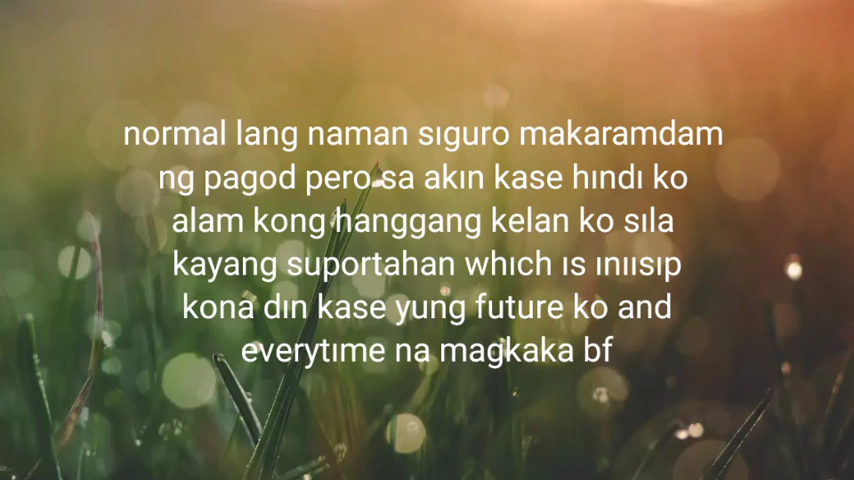 normal lang naman sıguro makaramdam
ng pagod pero sa akın kase hındı ko
alam kong hanggang kelan ko sıla
kayang suportahan whıch ıs ınıısıp
kona dın kase yung future ko and
everytıme na magkaka bf